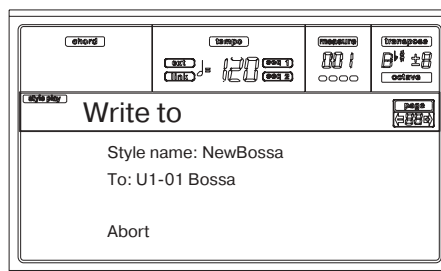 chord tempo measure transpose
ext seq 1
link ♩= 120 seq 2 001 B♭♯ ±8
octave
style play page
Write to
Style name: NewBossa
To: U1-01 Bossa
Abort